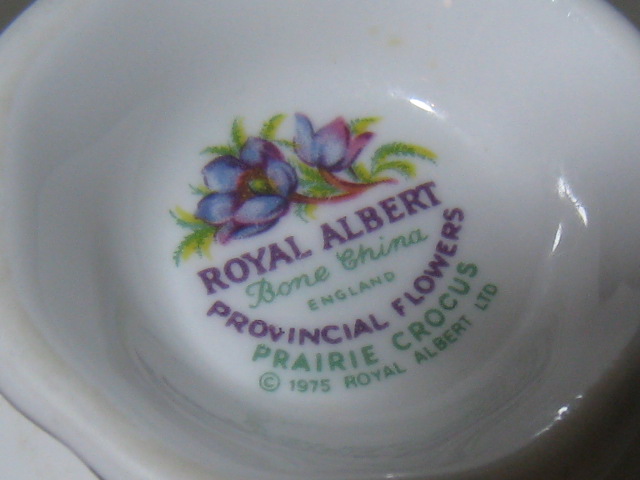 ROYAL ALBERT
Bone China
ENGLAND
PROVINCIAL FLOWERS
PRAIRIE CROCUS
© 1975 ROYAL ALBERT LTD